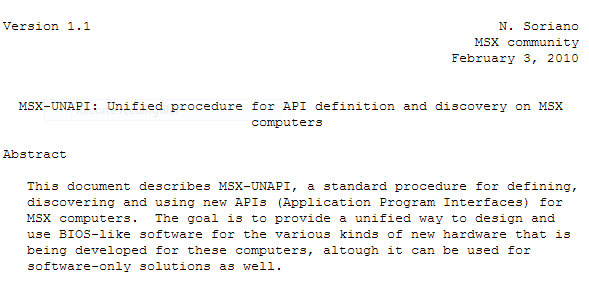 Version 1.1 N. Soriano
MSX community
February 3, 2010
MSX-UNAPI: Unified procedure for API definition and discovery on MSX
computers
Abstract
This document describes MSX-UNAPI, a standard procedure for defining,
discovering and using new APIs (Application Program Interfaces) for
MSX computers. The goal is to provide a unified way to design and
use BIOS-like software for the various kinds of new hardware that is
being developed for these computers, altough it can be used for
software-only solutions as well.